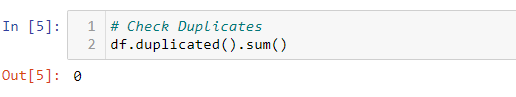 In [5]: 1 # Check Duplicates
2 df.duplicated().sum()
Out[5]: 0